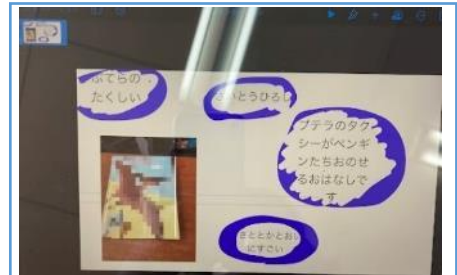 ぷてらの
たくしい
さいとうひろし
プテラのタク
シーがペンギ
ンたちおのせ
るおはなしで
す
にすごい